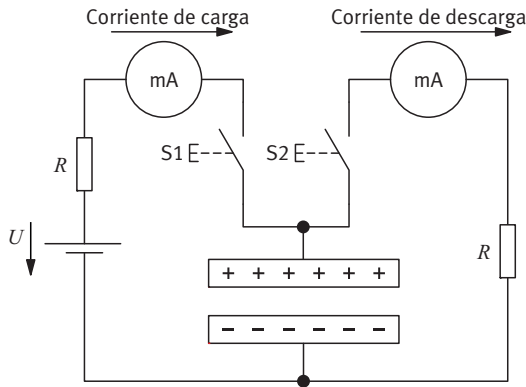 Corriente de carga
Corriente de descarga
mA
mA
S1
S2
R
U
R
+ + + + + +
- - - - - -